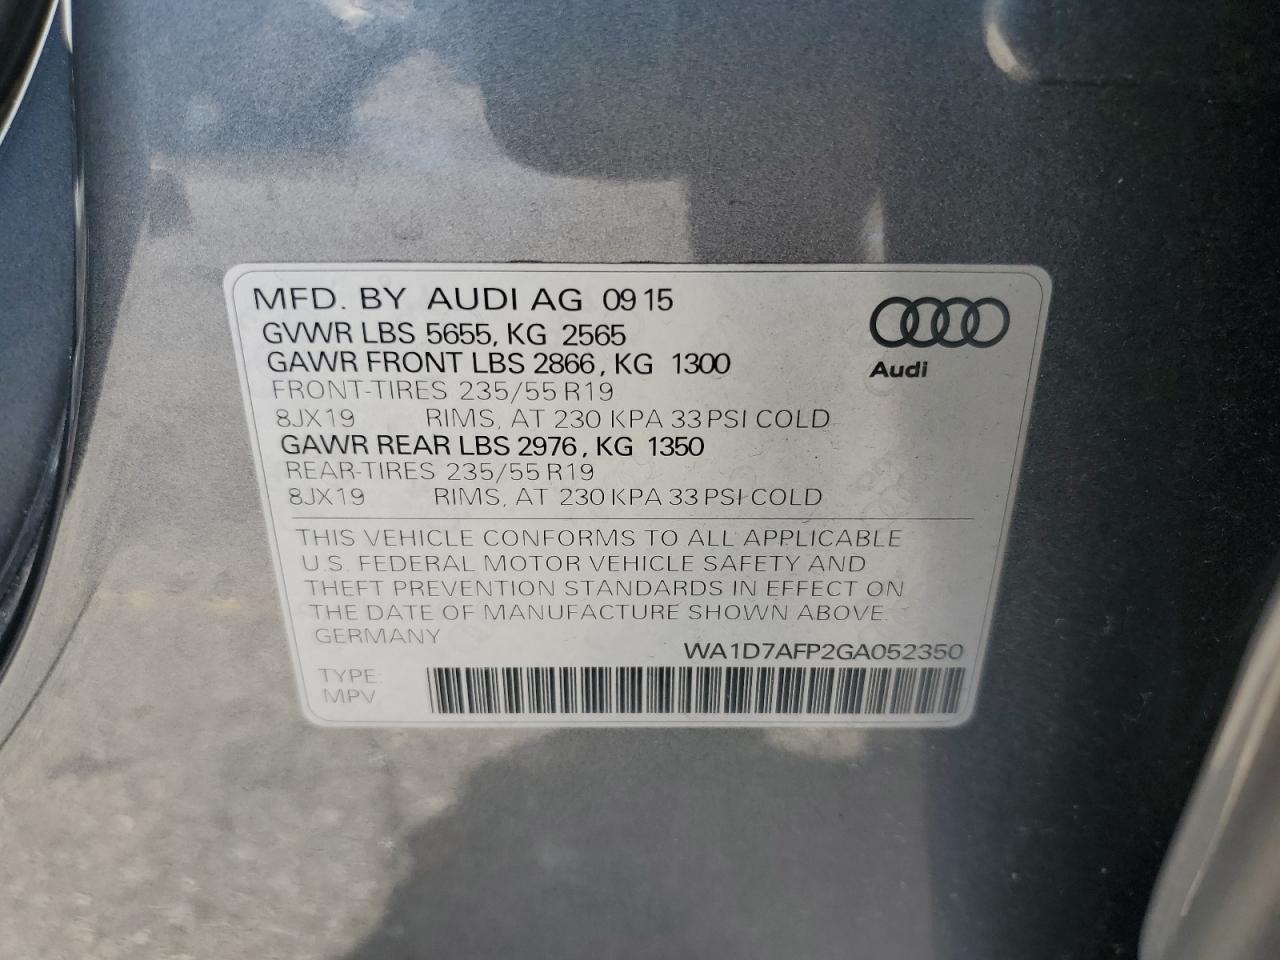 MFD. BY AUDI AG 09 15
GVWR LBS 5655, KG 2565
GAWR FRONT LBS 2866, KG 1300
FRONT-TIRES 235/55 R19
8JX19 RIMS, AT 230 KPA 33 PSI COLD
GAWR REAR LBS 2976, KG 1350
REAR-TIRES 235/55 R19
8JX19 RIMS, AT 230 KPA 33 PSI COLD
Audi
THIS VEHICLE CONFORMS TO ALL APPLICABLE
U.S. FEDERAL MOTOR VEHICLE SAFETY AND
THEFT PREVENTION STANDARDS IN EFFECT ON
THE DATE OF MANUFACTURE SHOWN ABOVE.
GERMANY
WA1D7AFP2GA052350
TYPE:
MPV